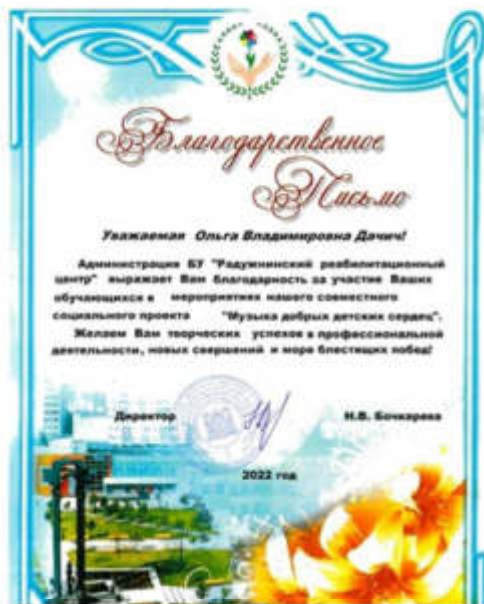 Благодарственное
Письмо
Уважаемая Ольга Владимировна Дачич!
Администрация БУ "Радужнинский реабилитационный
центр" выражает Вам благодарность за участие Ваших
обучающихся в мероприятиях нашего совместного
социального проекта "Музыка добрых детских сердец".
Желаем Вам творческих успехов в профессиональной
деятельности, новых свершений и море блестящих побед!
Директор Н.В. Бочкарева
2022 год